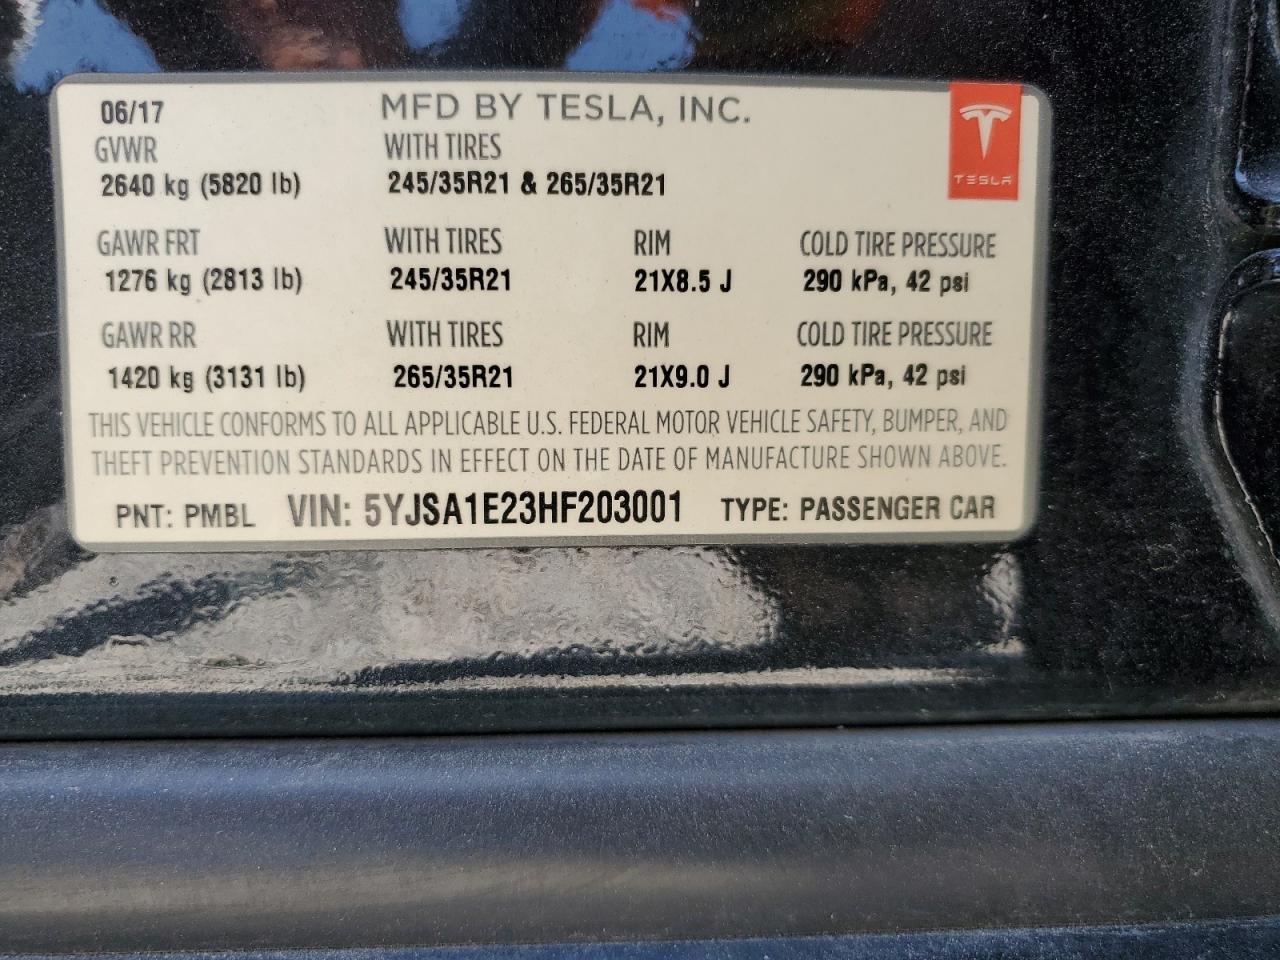 06/17 MFD BY TESLA, INC.
GVWR WITH TIRES
2640 kg (5820 lb) 245/35R21 & 265/35R21
TESLA
GAWR FRT WITH TIRES RIM COLD TIRE PRESSURE
1276 kg (2813 lb) 245/35R21 21X8.5 J 290 kPa, 42 psi
GAWR RR WITH TIRES RIM COLD TIRE PRESSURE
1420 kg (3131 lb) 265/35R21 21X9.0 J 290 kPa, 42 psi
THIS VEHICLE CONFORMS TO ALL APPLICABLE U.S. FEDERAL MOTOR VEHICLE SAFETY, BUMPER, AND
THEFT PREVENTION STANDARDS IN EFFECT ON THE DATE OF MANUFACTURE SHOWN ABOVE.
PNT: PMBL VIN: 5YJSA1E23HF203001 TYPE: PASSENGER CAR